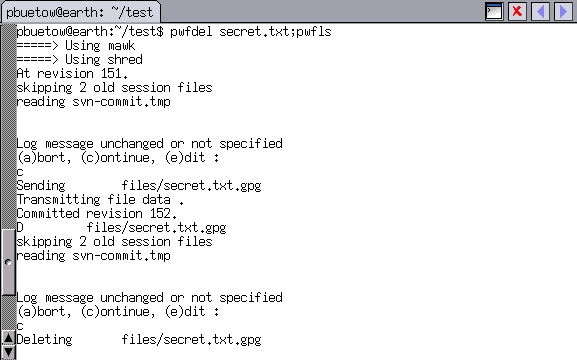 pbuetow@earth: ~/test
pbuetow@earth:~/test$ pwfdel secret.txt;pwfls
=====> Using mawk
=====> Using shred
At revision 151.
skipping 2 old session files
reading svn-commit.tmp
Log message unchanged or not specified
(a)bort, (c)ontinue, (e)dit :
c
Sending        files/secret.txt.gpg
Transmitting file data .
Committed revision 152.
D         files/secret.txt.gpg
skipping 2 old session files
reading svn-commit.tmp
Log message unchanged or not specified
(a)bort, (c)ontinue, (e)dit :
c
Deleting       files/secret.txt.gpg